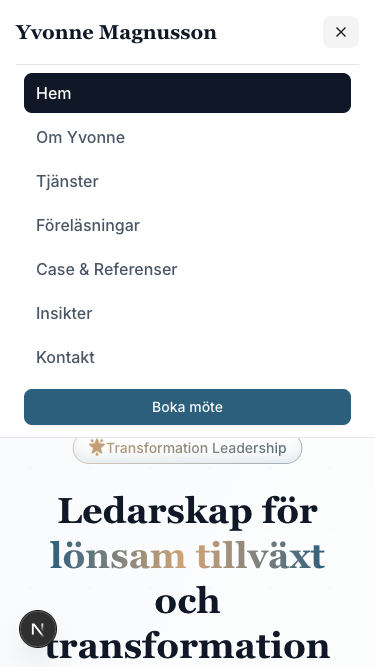 Yvonne Magnusson
Hem
Om Yvonne
Tjänster
Föreläsningar
Case & Referenser
Insikter
Kontakt
Boka möte
Transformation Leadership
Ledarskap för
lönsam tillväxt
och
transformation
N